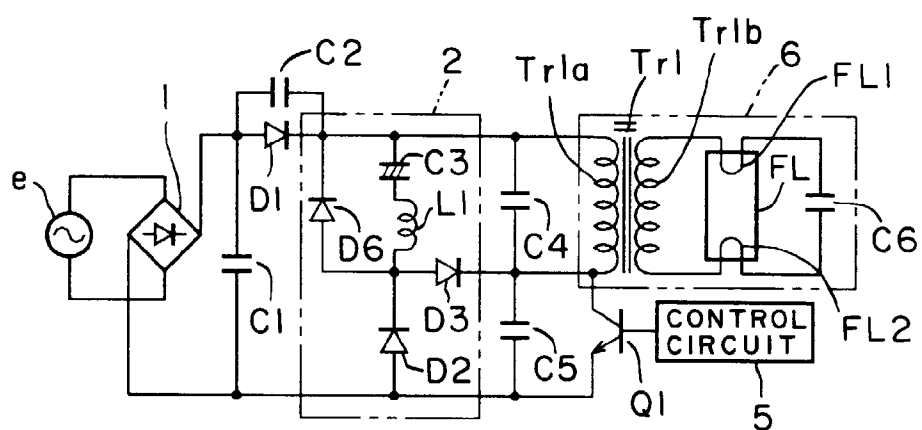 Tr1b
C2
2
Tr1a
Tr1
6
FL1
1
e
C3
D1
L1
FL
D6
C4
C6
C1
D3
CONTROL
CIRCUIT
FL2
D2
C5
Q1
5